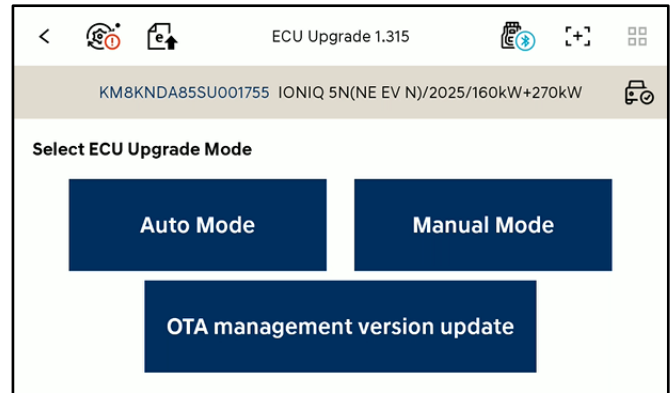 ECU Upgrade 1.315
KM8KNDA85SU001755 IONIQ 5N(NE EV N)/2025/160kW+270kW
Select ECU Upgrade Mode
Auto Mode
Manual Mode
OTA management version update